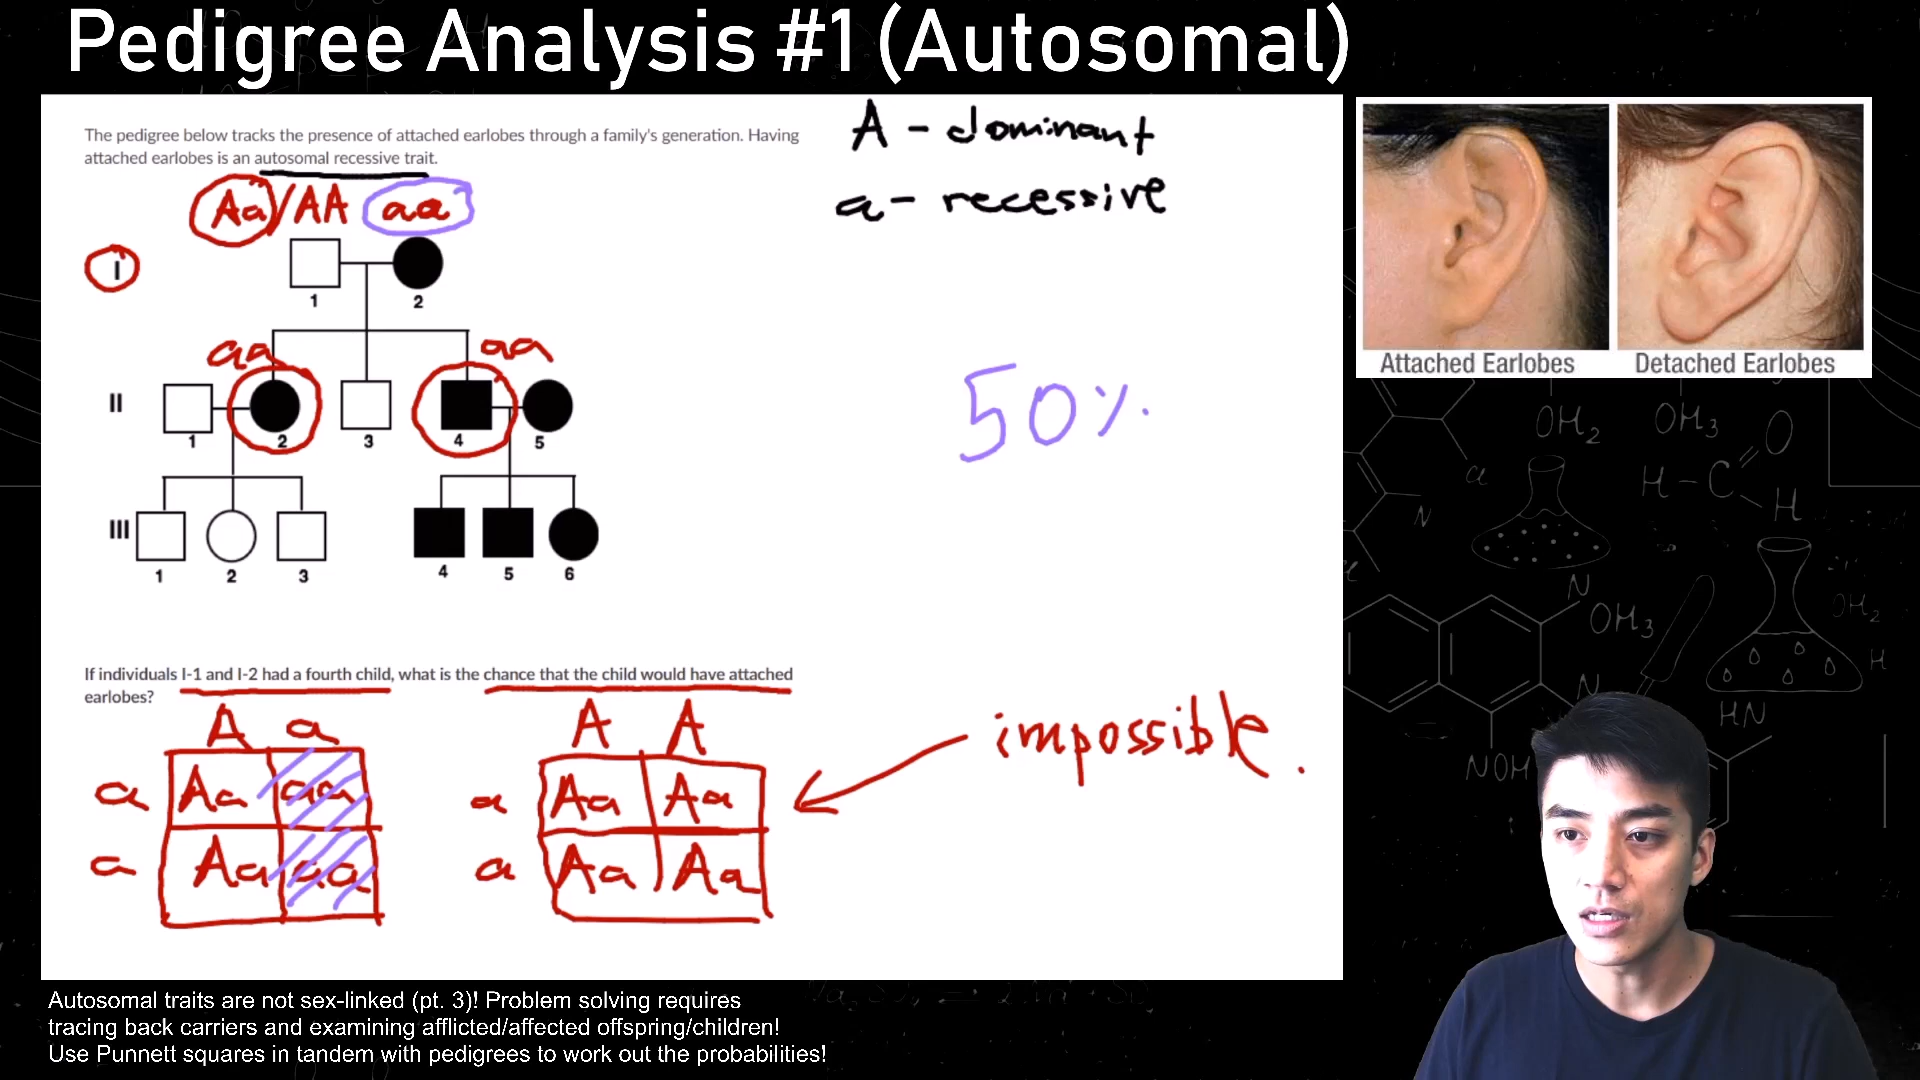 Pedigree Analysis #1 (Autosomal)
The pedigree below tracks the presence of attached earlobes through a family's generation. Having
attached earlobes is an autosomal recessive trait.
A - dominant
a - recessive
Aa/AA aa
I
1 2
aa aa
II
1 2 3 4 5
III
1 2 3 4 5 6
50%
Attached Earlobes Detached Earlobes
If individuals I-1 and I-2 had a fourth child, what is the chance that the child would have attached
earlobes?
A a
a Aa aa
a Aa aa
A A
a Aa Aa
a Aa Aa
impossible.
OH2 OH3 O
H-C
H
N
N
OH3
N
HN
NOH
H
Autosomal traits are not sex-linked (pt. 3)! Problem solving requires
tracing back carriers and examining afflicted/affected offspring/children!
Use Punnett squares in tandem with pedigrees to work out the probabilities!